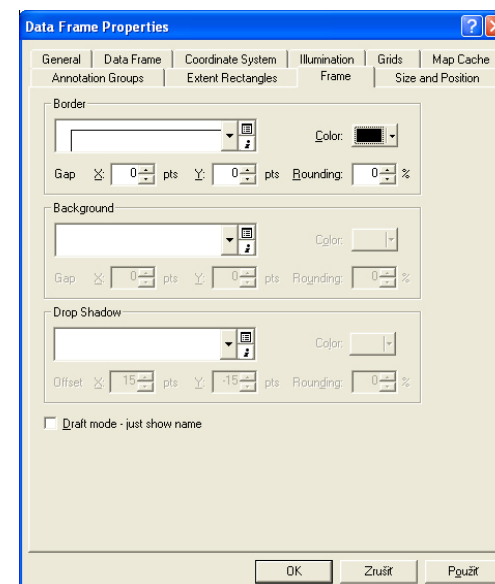 Data Frame Properties
General Data Frame Coordinate System Illumination Grids Map Cache
Annotation Groups Extent Rectangles Frame Size and Position
Border
Color:
Gap X: 0 pts Y: 0 pts Rounding: 0 %
Background
Color:
Gap X: 0 pts Y: 0 pts Rounding: 0 %
Drop Shadow
Color:
Offset X: 15 pts Y: -15 pts Rounding: 0 %
Draft mode - just show name
OK Zrušit Použít